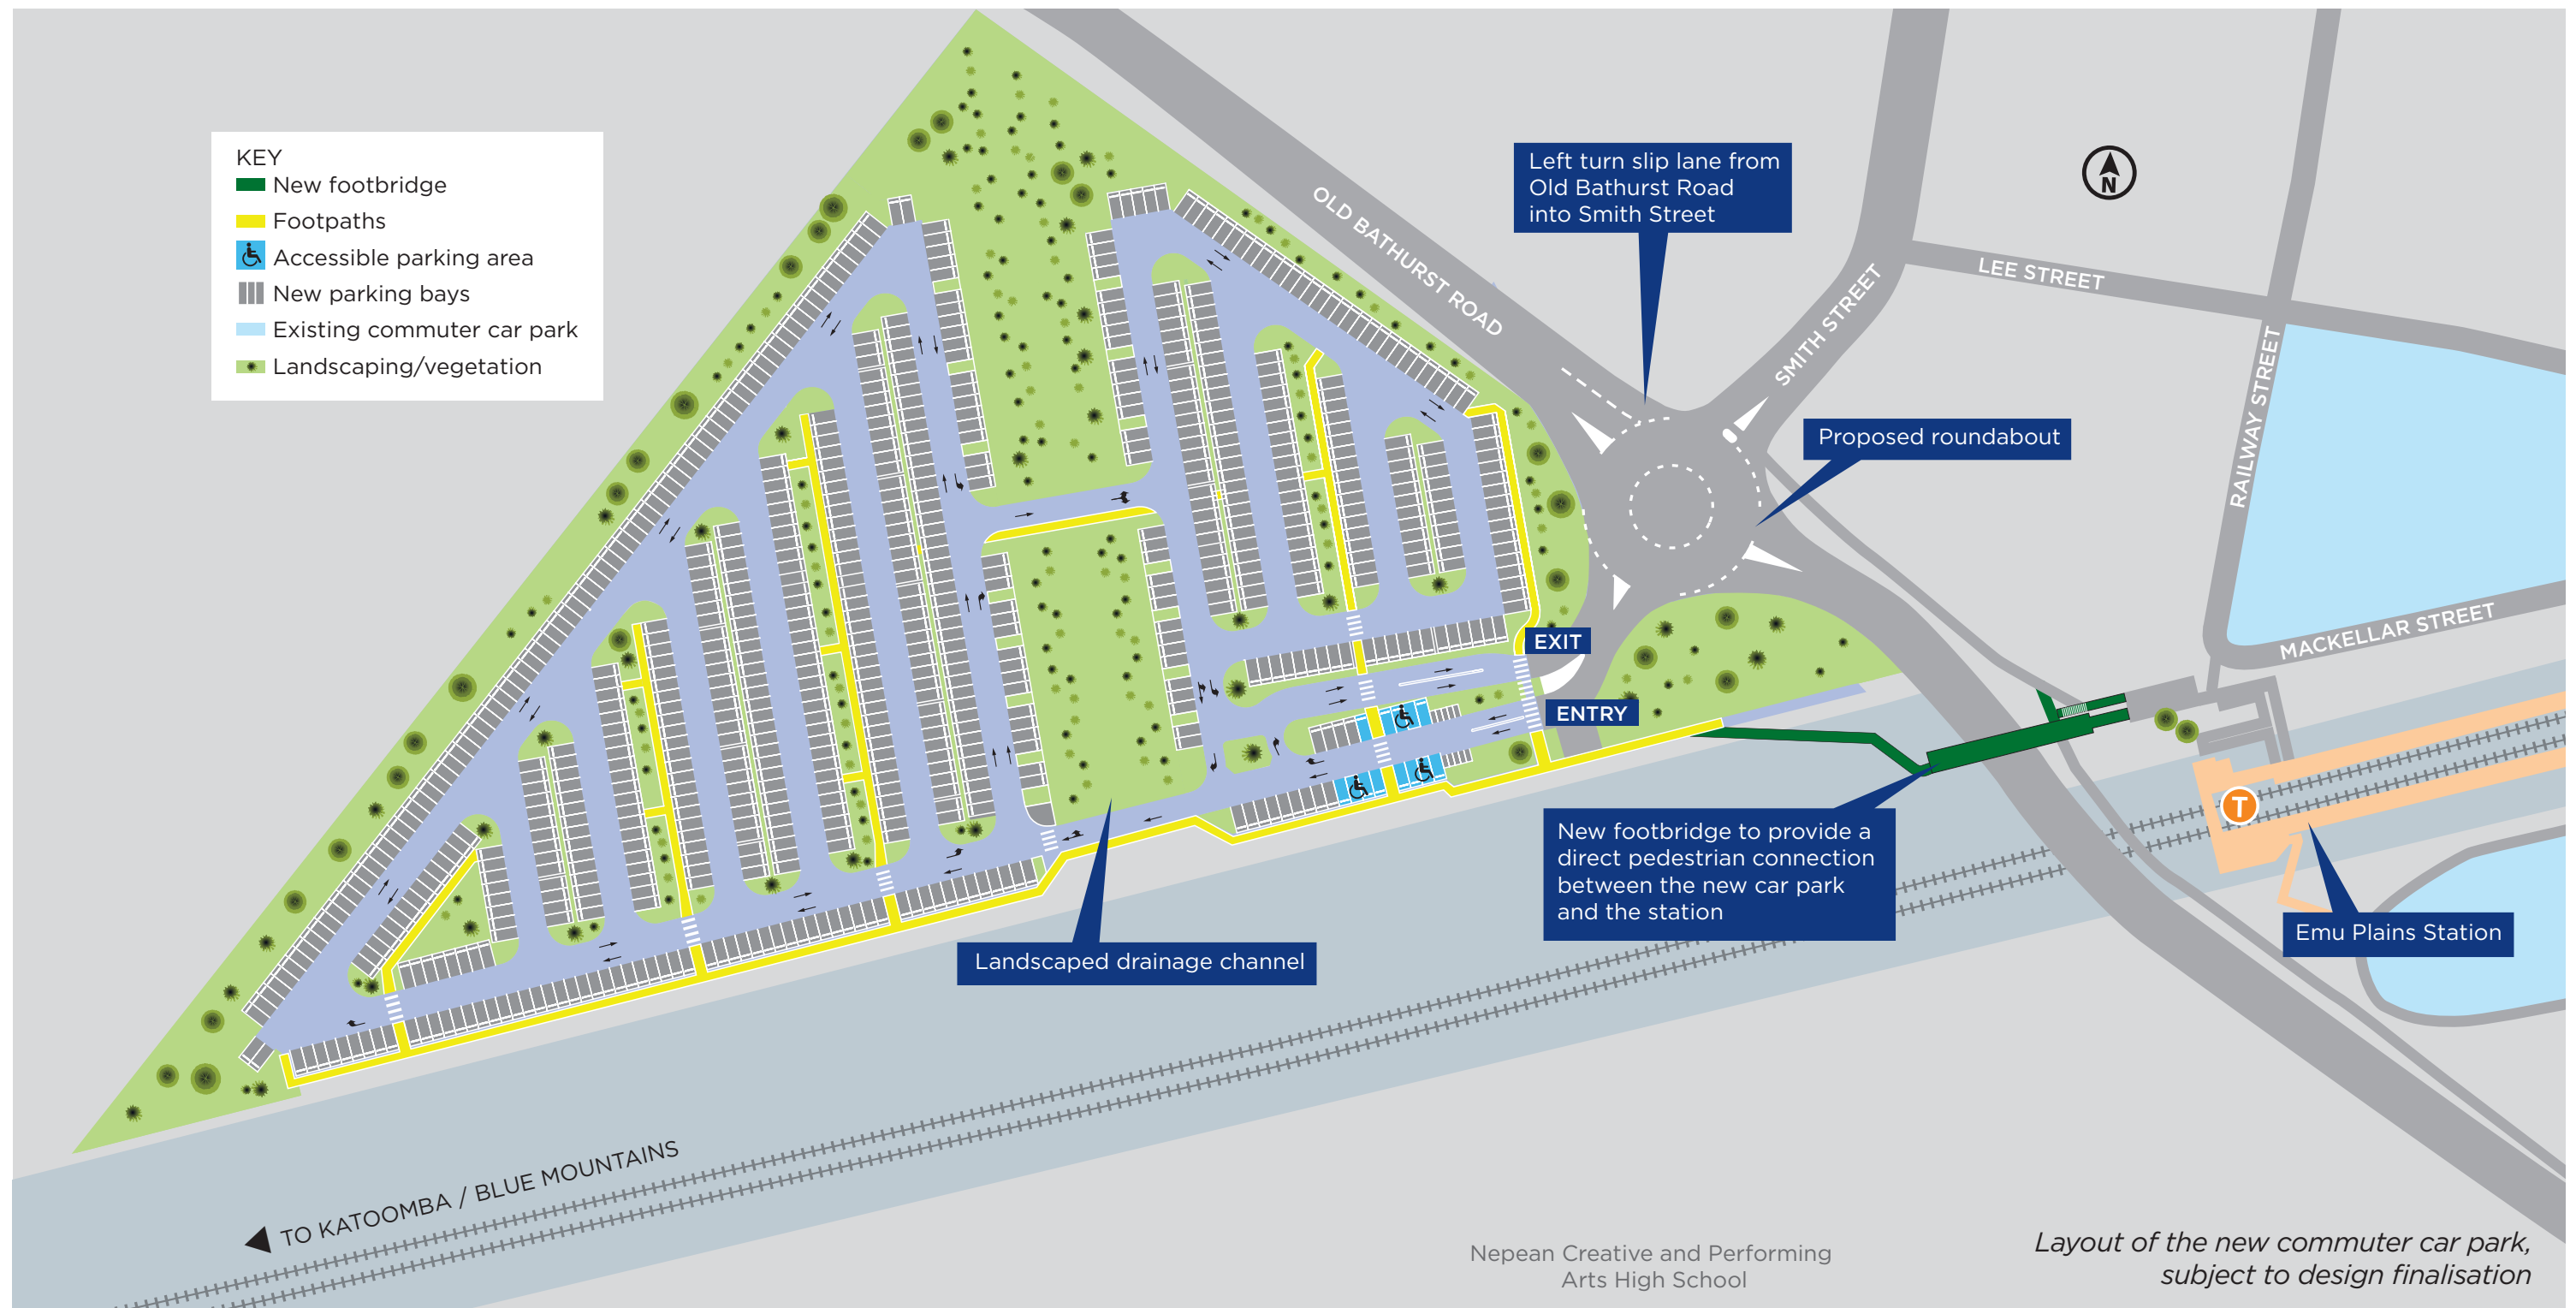 KEY
New footbridge
Footpaths
Accessible parking area
New parking bays
Existing commuter car park
Landscaping/vegetation
OLD BATHURST ROAD
Left turn slip lane from
Old Bathurst Road
into Smith Street
N
SMITH STREET
LEE STREET
RAILWAY STREET
Proposed roundabout
MACKELLAR STREET
EXIT
ENTRY
T
New footbridge to provide a
direct pedestrian connection
between the new car park
and the station
Emu Plains Station
Landscaped drainage channel
TO KATOOMBA / BLUE MOUNTAINS
Nepean Creative and Performing
Arts High School
Layout of the new commuter car park,
subject to design finalisation